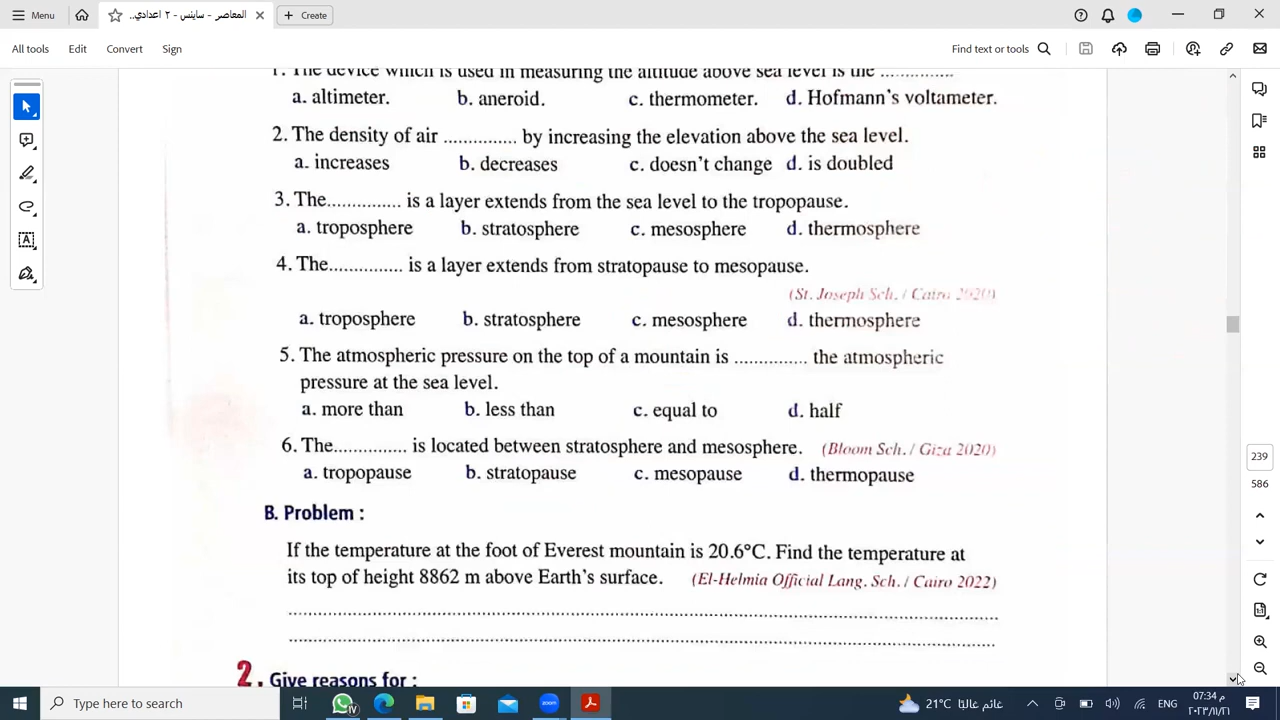 Menu
المعاصر - ساينس - ٢ اعدادي..
Create
All tools Edit Convert Sign
Find text or tools
1. The device which is used in measuring the altitude above sea level is the ..............
a. altimeter. b. aneroid. c. thermometer. d. Hofmann's voltameter.
2. The density of air .............. by increasing the elevation above the sea level.
a. increases b. decreases c. doesn't change d. is doubled
3. The.............. is a layer extends from the sea level to the tropopause.
a. troposphere b. stratosphere c. mesosphere d. thermosphere
4. The.............. is a layer extends from stratopause to mesopause.
(St. Joseph Sch. / Cairo 2020)
a. troposphere b. stratosphere c. mesosphere d. thermosphere
5. The atmospheric pressure on the top of a mountain is .............. the atmospheric
pressure at the sea level.
a. more than b. less than c. equal to d. half
6. The.............. is located between stratosphere and mesosphere. (Bloom Sch. / Giza 2020)
a. tropopause b. stratopause c. mesopause d. thermopause
B. Problem :
If the temperature at the foot of Everest mountain is 20.6°C. Find the temperature at
its top of height 8862 m above Earth's surface. (El-Helmia Official Lang. Sch. / Cairo 2022)
2. Give reasons for :
239
586
Type here to search
zoom
21°C غائم غالبًا
ENG
07:34 م
٢٠٢٣/١١/٢١